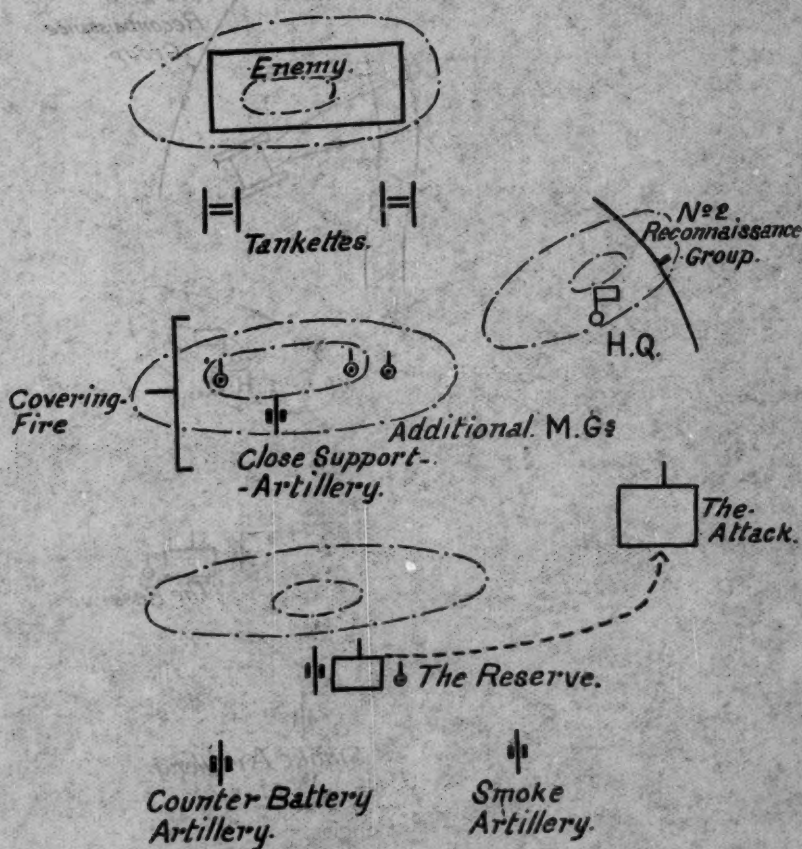 Enemy.
Tankettes.
Nº2.
Reconnaissance
Group.
H.Q.
Covering-
Fire
Additional. M.Gs
Close Support-
-Artillery.
The-
Attack.
The Reserve.
Counter Battery
Artillery.
Smoke
Artillery.